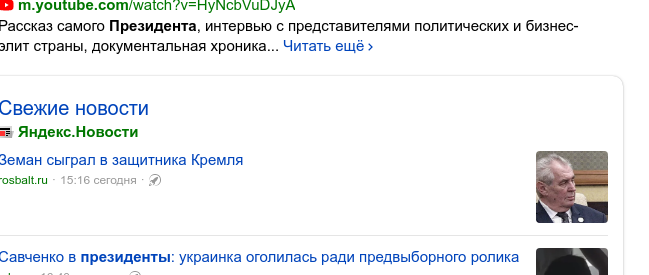 m.youtube.com/watch?v=HyNcbVuDJyA
Рассказ самого Президента, интервью с представителями политических и бизнес-
элит страны, документальная хроника... Читать ещё ›
Свежие новости
Яндекс.Новости
Земан сыграл в защитника Кремля
rosbalt.ru · 15:16 сегодня ·
Савченко в президенты: украинка оголилась ради предвыборного ролика